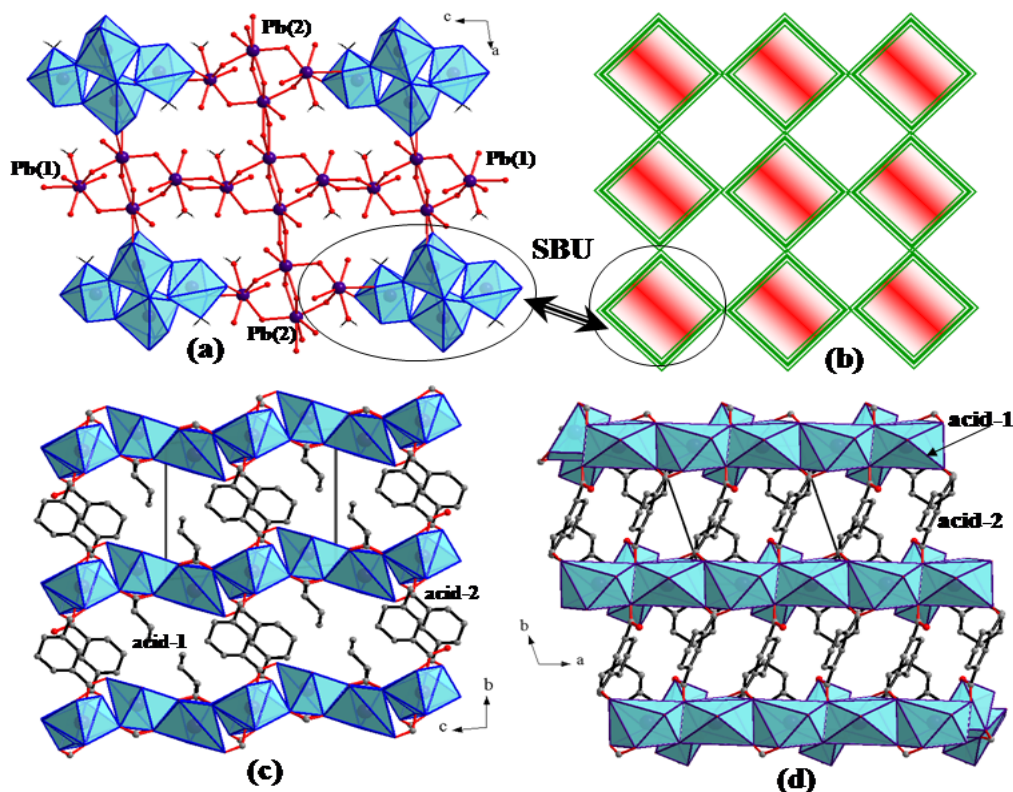 Pb(2)
c
a
Pb(1)
Pb(1)
SBU
Pb(2)
(a)
(b)
acid-1
acid-2
acid-2
acid-1
b
a
b
c
(c)
(d)